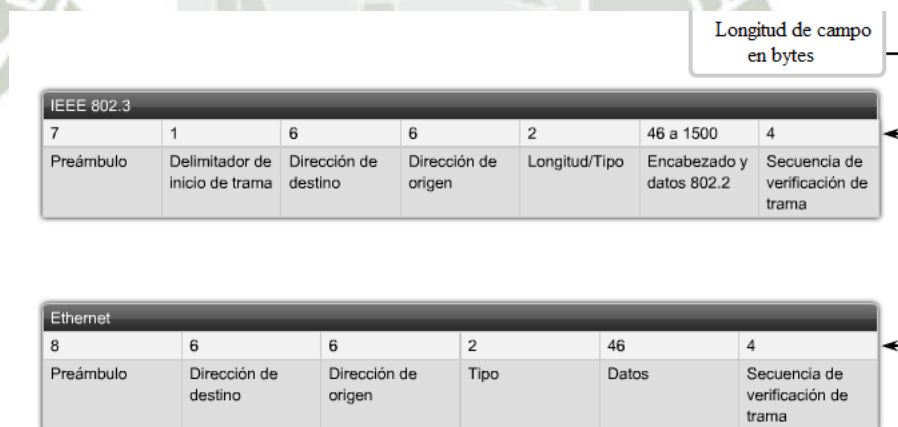 Longitud de campo
en bytes
IEEE 802.3
7 1 6 6 2 46 a 1500 4
Preámbulo Delimitador de Dirección de Dirección de Longitud/Tipo Encabezado y Secuencia de
inicio de trama destino origen datos 802.2 verificación de
trama
Ethernet
8 6 6 2 46 4
Preámbulo Dirección de Dirección de Tipo Datos Secuencia de
destino origen verificación de
trama